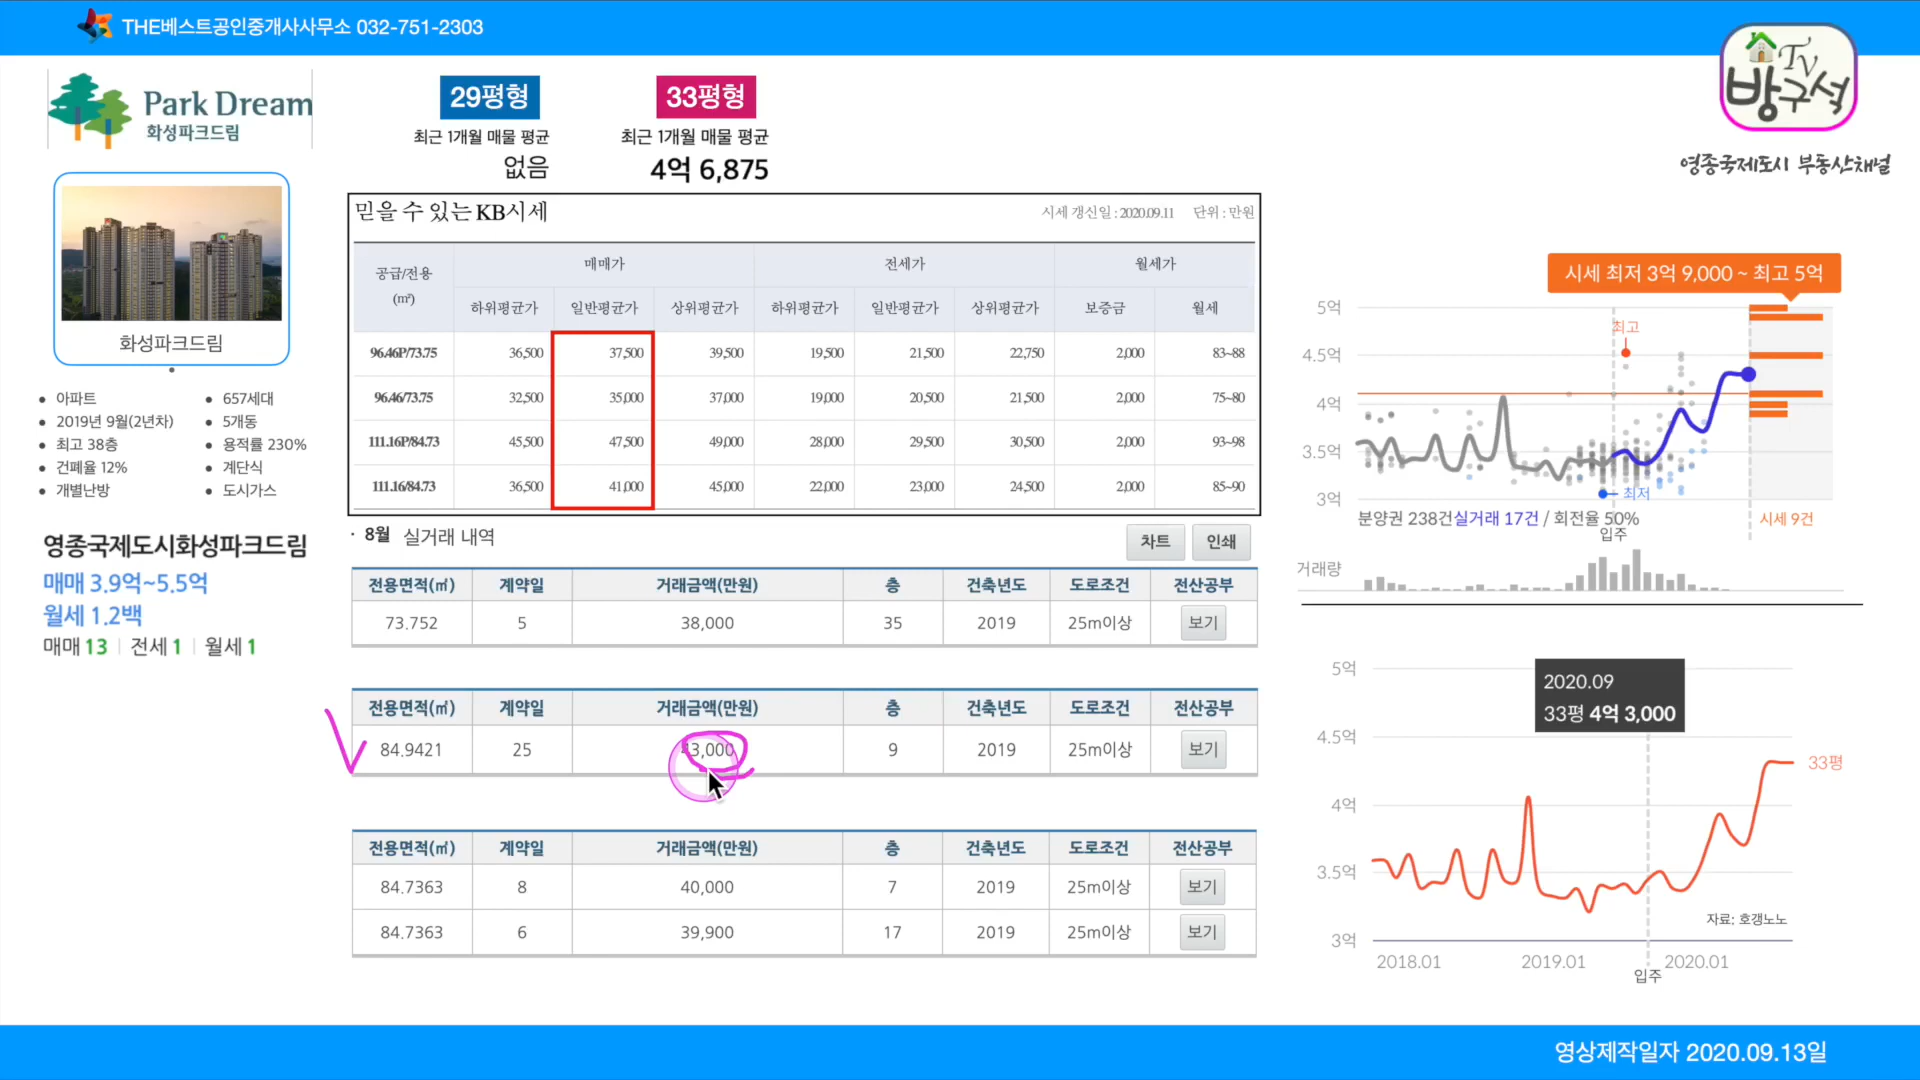 THE베스트공인중개사사무소 032-751-2303
TV
방구석
영종국제도시 부동산채널
Park Dream
화성파크드림
화성파크드림
아파트
657세대
2019년 9월(2년차)
5개동
최고 38층
용적률 230%
건폐율 12%
계단식
개별난방
도시가스
영종국제도시화성파크드림
매매 3.9억~5.5억
월세 1.2백
매매 13 전세 1 월세 1
29평형
최근 1개월 매물 평균
없음
33평형
최근 1개월 매물 평균
4억 6,875
믿을 수 있는 KB시세
시세 갱신일 : 2020.09.11 단위 : 만원
공급/전용 (㎡) 매매가 전세가 월세가
하위평균가 일반평균가 상위평균가 하위평균가 일반평균가 상위평균가 보증금 월세
96.46P/73.75 36,500 37,500 39,500 19,500 21,500 22,750 2,000 83~88
96.46/73.75 32,500 35,000 37,000 19,000 20,500 21,500 2,000 75~80
111.16P/84.73 45,500 47,500 49,000 28,000 29,500 30,500 2,000 93~98
111.16/84.73 36,500 41,000 45,000 22,000 23,000 24,500 2,000 85~90
· 8월 실거래 내역
차트 인쇄
전용면적(㎡) 계약일 거래금액(만원) 층 건축년도 도로조건 전산공부
73.752 5 38,000 35 2019 25m이상 보기
전용면적(㎡) 계약일 거래금액(만원) 층 건축년도 도로조건 전산공부
84.9421 25 43,000 9 2019 25m이상 보기
전용면적(㎡) 계약일 거래금액(만원) 층 건축년도 도로조건 전산공부
84.7363 8 40,000 7 2019 25m이상 보기
84.7363 6 39,900 17 2019 25m이상 보기
시세 최저 3억 9,000 ~ 최고 5억
5억
최고
4.5억
4억
3.5억
3억
최저
분양권 238건실거래 17건 / 회전율 50%
시세 9건
입주
거래량
5억
2020.09
33평 4억 3,000
4.5억
33평
4억
3.5억
자료: 호갱노노
3억
2018.01 2019.01 2020.01
입주
영상제작일자 2020.09.13일